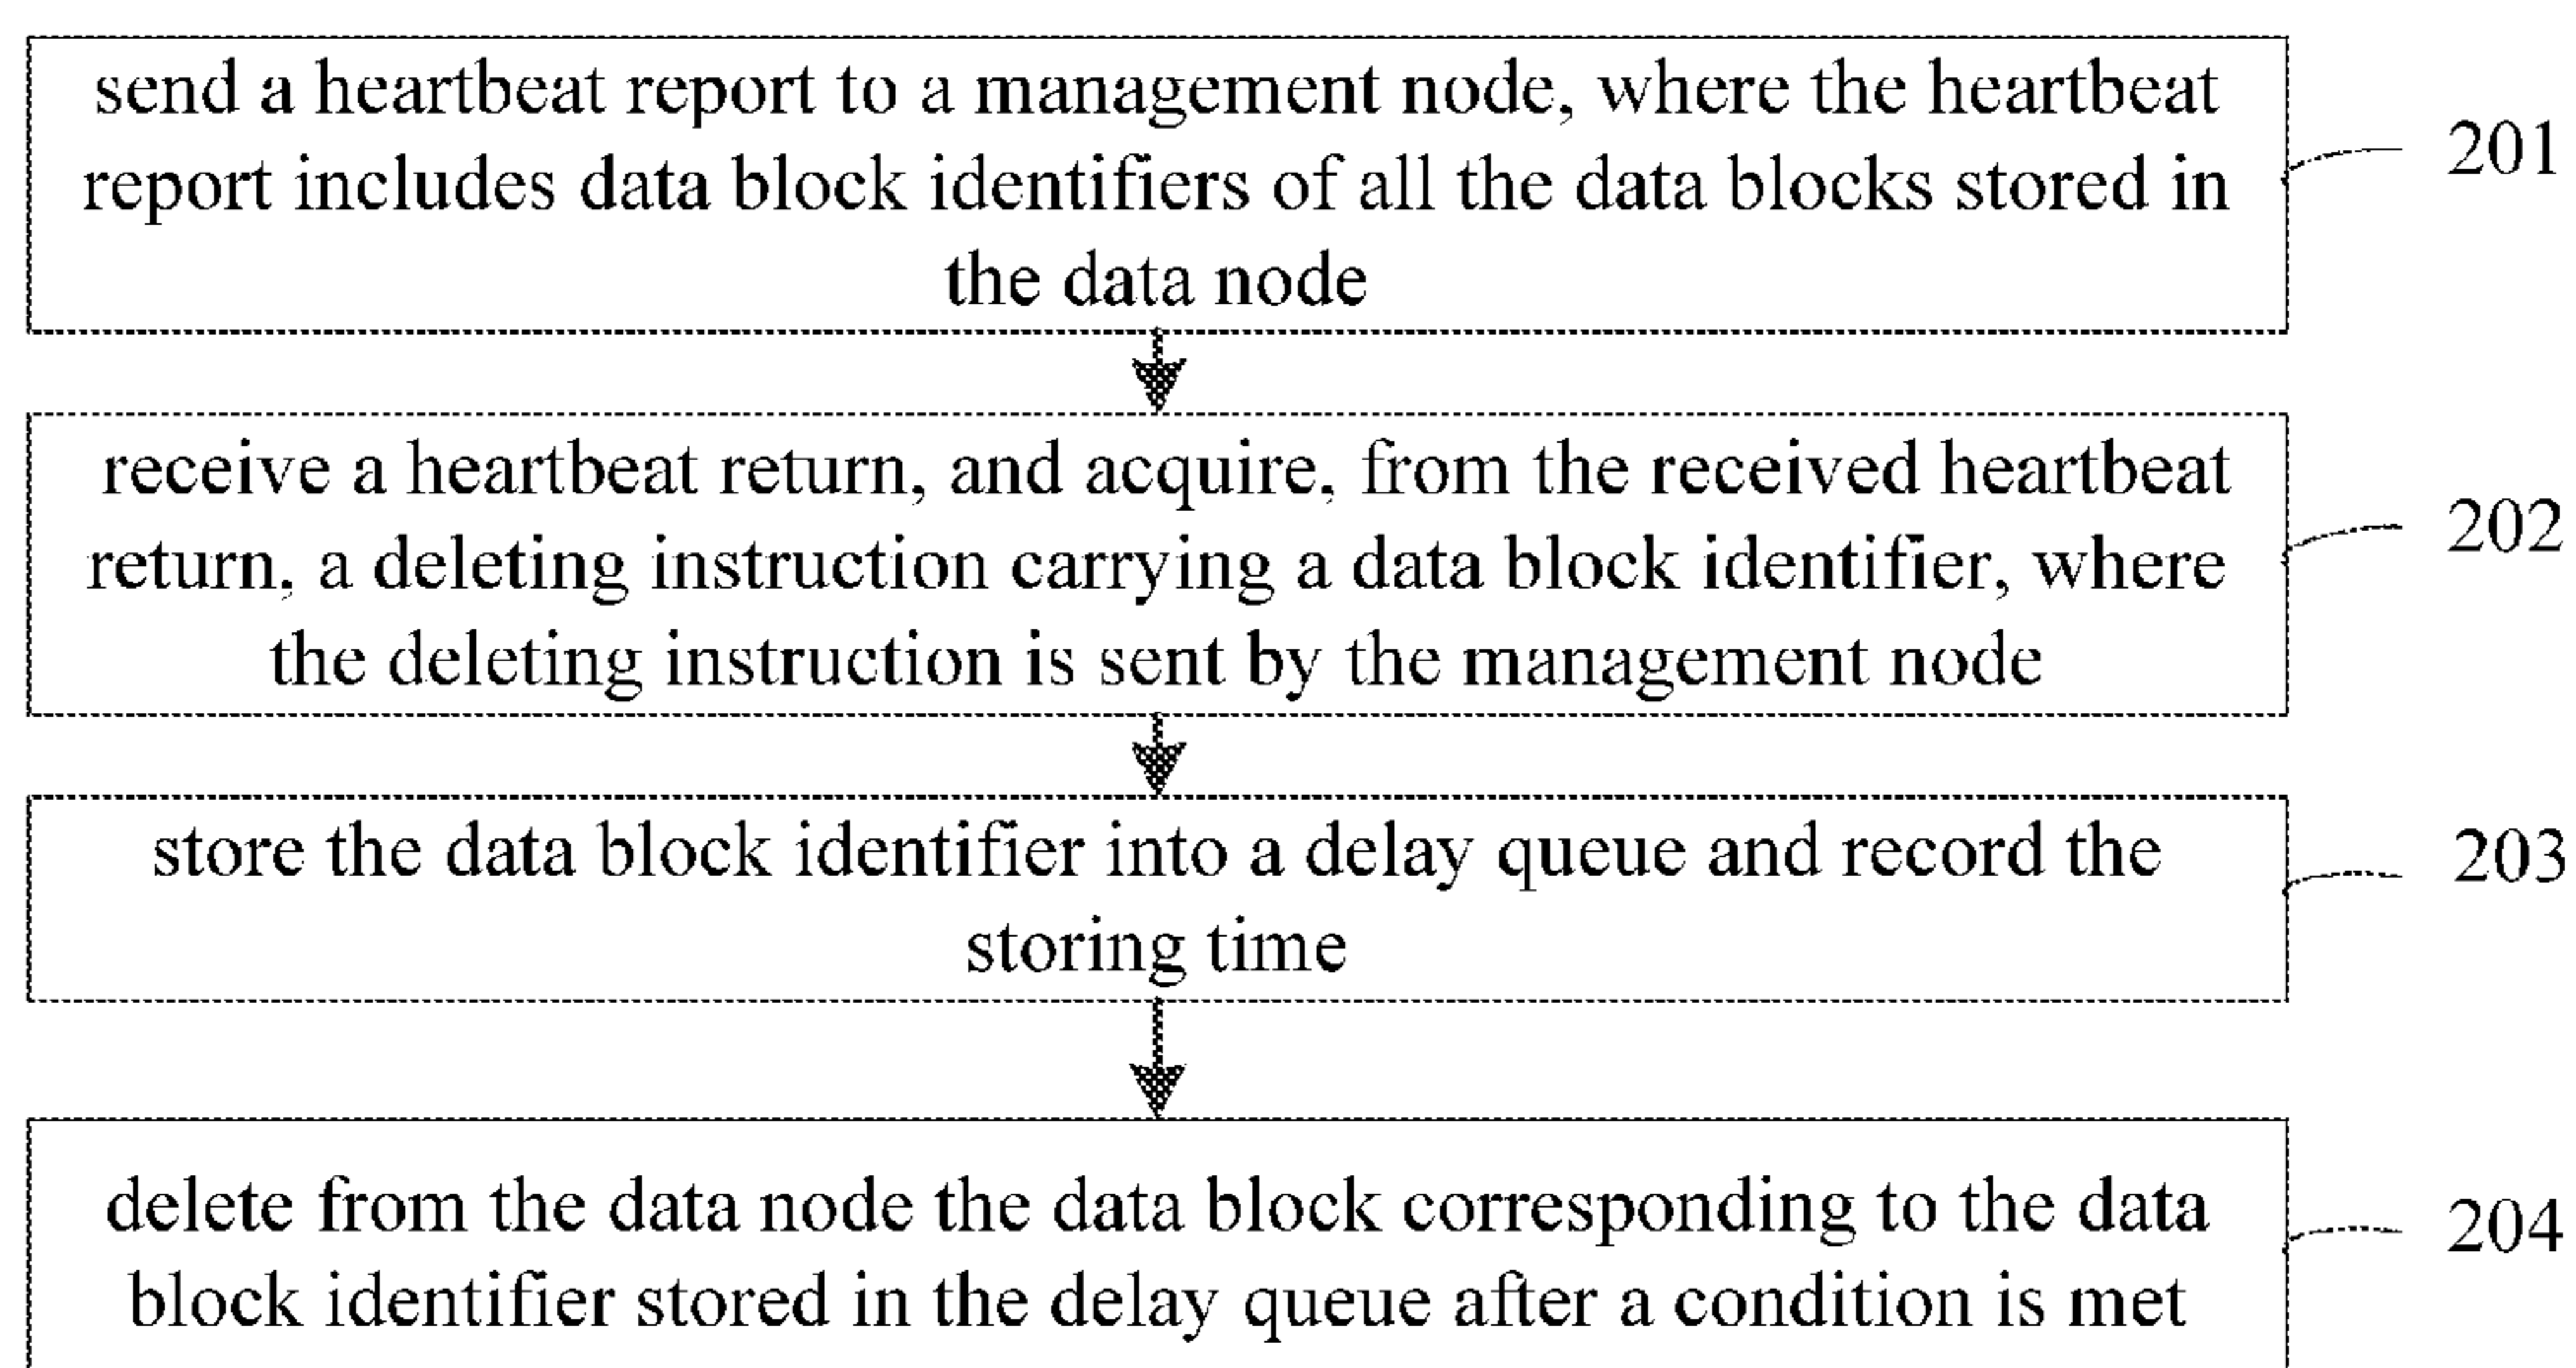 send a heartbeat report to a management node, where the heartbeat
report includes data block identifiers of all the data blocks stored in
the data node
201
receive a heartbeat return, and acquire, from the received heartbeat
return, a deleting instruction carrying a data block identifier, where
the deleting instruction is sent by the management node
202
store the data block identifier into a delay queue and record the
storing time
203
delete from the data node the data block corresponding to the data
block identifier stored in the delay queue after a condition is met
204